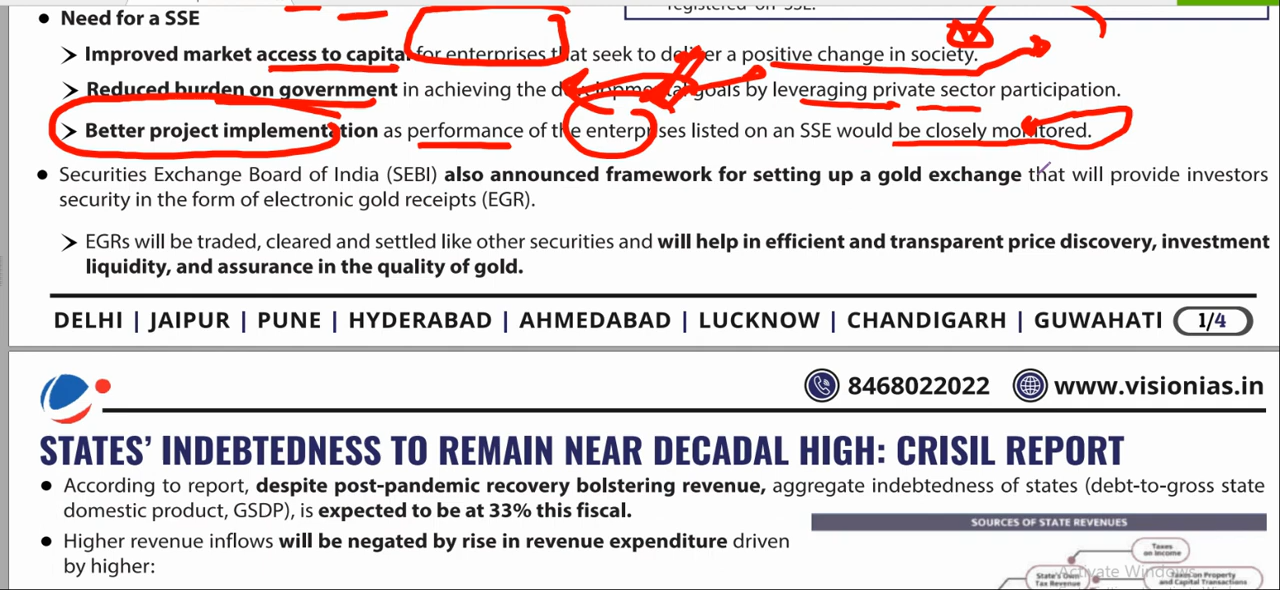 registered on SSE.
Need for a SSE
Improved market access to capital for enterprises that seek to deliver a positive change in society.
Reduced burden on government in achieving the developmental goals by leveraging private sector participation.
Better project implementation as performance of the enterprises listed on an SSE would be closely monitored.
Securities Exchange Board of India (SEBI) also announced framework for setting up a gold exchange that will provide investors
security in the form of electronic gold receipts (EGR).
EGRs will be traded, cleared and settled like other securities and will help in efficient and transparent price discovery, investment
liquidity, and assurance in the quality of gold.
DELHI | JAIPUR | PUNE | HYDERABAD | AHMEDABAD | LUCKNOW | CHANDIGARH | GUWAHATI 1/4
8468022022 www.visionias.in
STATES' INDEBTEDNESS TO REMAIN NEAR DECADAL HIGH: CRISIL REPORT
According to report, despite post-pandemic recovery bolstering revenue, aggregate indebtedness of states (debt-to-gross state
domestic product, GSDP), is expected to be at 33% this fiscal.
SOURCES OF STATE REVENUES
Higher revenue inflows will be negated by rise in revenue expenditure driven
by higher:
Taxes
on Income
State's Own
Tax Revenue
Taxes on Property
and Capital Transactions
Activate Windows